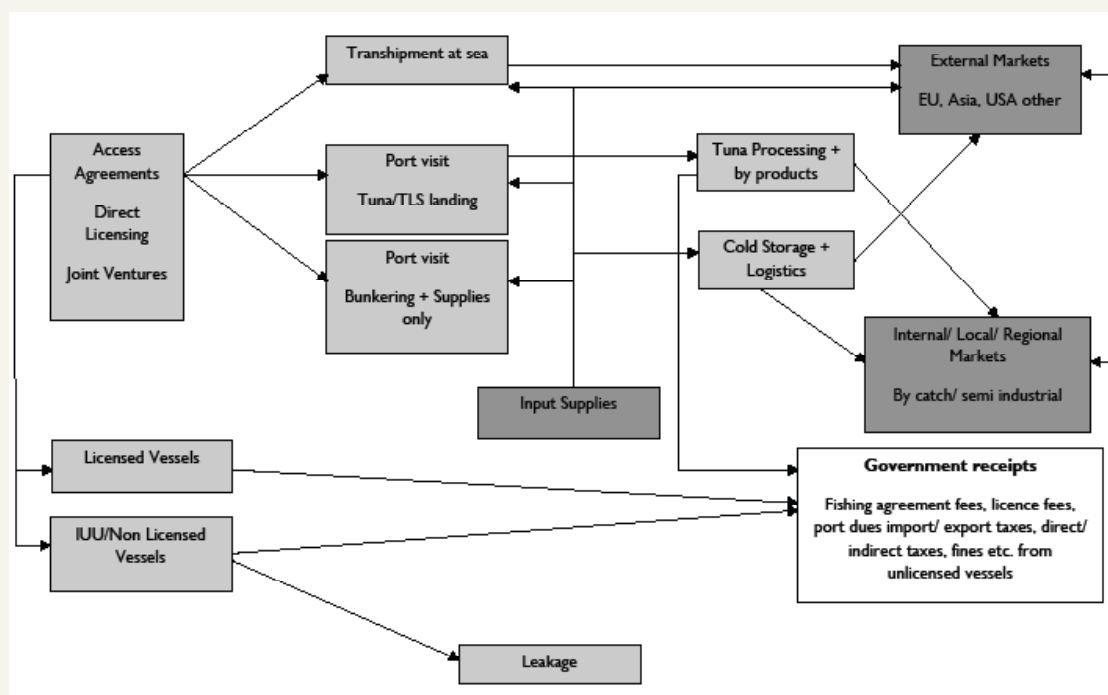 Transhipment at sea
External Markets
EU, Asia, USA other
Access
Agreements
Direct
Licensing
Joint Ventures
Port visit
Tuna/TLS landing
Tuna Processing +
by products
Port visit
Bunkering + Supplies
only
Cold Storage +
Logistics
Internal/ Local/ Regional
Markets
By catch/ semi industrial
Input Supplies
Licensed Vessels
Government receipts
Fishing agreement fees, licence fees,
port dues import/ export taxes, direct/
indirect taxes, fines etc. from
unlicensed vessels
IUU/Non Licensed
Vessels
Leakage